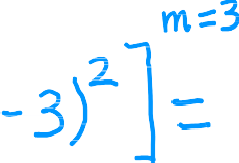 m=3
-3)²] =